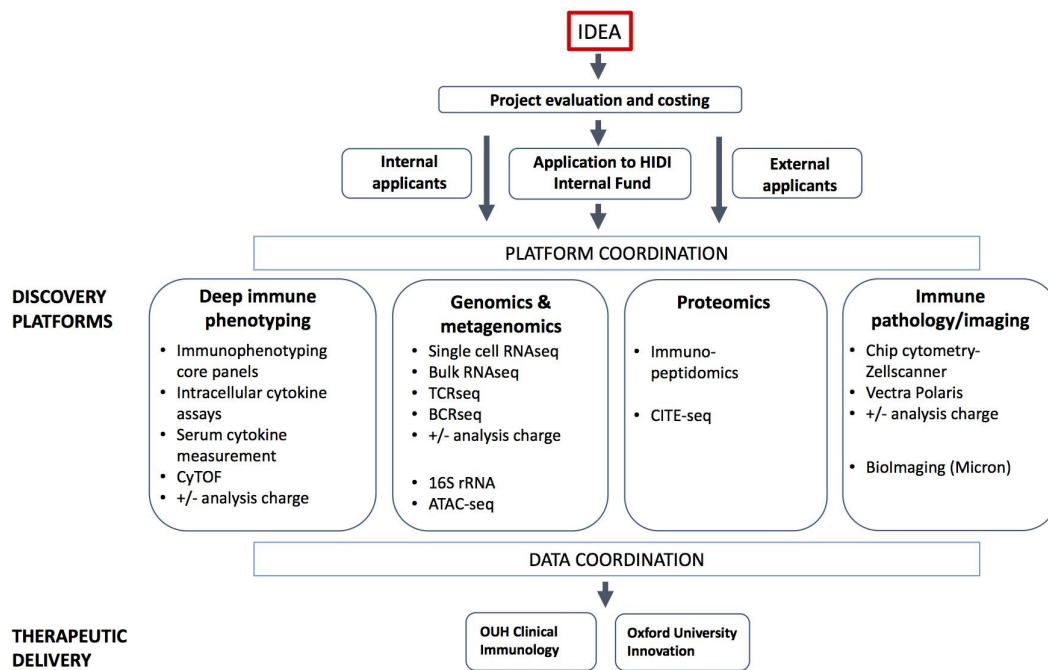 IDEA
Project evaluation and costing
Internal
applicants
Application to HIDI
Internal Fund
External
applicants
PLATFORM COORDINATION
DISCOVERY
PLATFORMS
Deep immune
phenotyping
• Immunophenotyping
core panels
• Intracellular cytokine
assays
• Serum cytokine
measurement
• CyTOF
• +/- analysis charge
Genomics &
metagenomics
• Single cell RNAseq
• Bulk RNAseq
• TCRseq
• BCRseq
• +/- analysis charge
• 16S rRNA
• ATAC-seq
Proteomics
• Immuno-
peptidomics
• CITE-seq
Immune
pathology/imaging
• Chip cytometry-
Zellscanner
• Vectra Polaris
• +/- analysis charge
• BioImaging (Micron)
DATA COORDINATION
THERAPEUTIC
DELIVERY
OUH Clinical
Immunology
Oxford University
Innovation